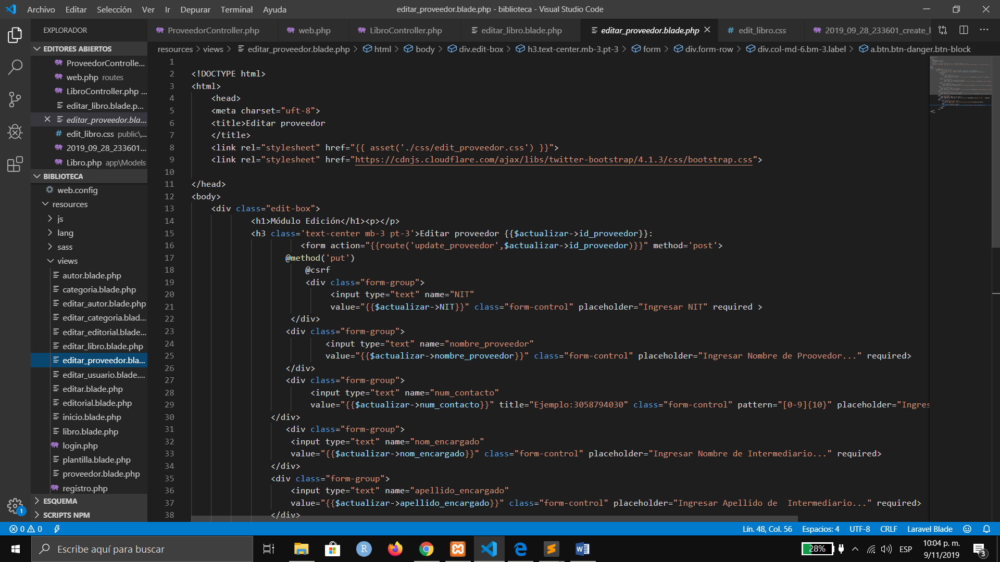 Archivo Editar Selección Ver Ir Depurar Terminal Ayuda
editar_proveedor.blade.php - biblioteca - Visual Studio Code
EXPLORADOR
ProveedorController.php web.php LibroController.php editar_libro.blade.php editar_proveedor.blade.php # edit_libro.css 2019_09_28_233601_create_l
resources > views > editar_proveedor.blade.php > html > body > div.edit-box > h3.text-center.mb-3.pt-3 > form > div.form-row > div.col-md-6.bm-3.label > a.btn.btn-danger.btn-block
EDITORES ABIERTOS
ProveedorControlle...
web.php routes
LibroController.php ...
editar_libro.blade.p...
editar_proveedor.bla...
# edit_libro.css public\...
2019_09_28_233601...
Libro.php app\Models
BIBLIOTECA
web.config
resources
js
lang
sass
views
autor.blade.php
categoria.blade.php
editar_autor.blade.php
editar_categoria.blad...
editar_editorial.blade...
editar_libro.blade.php
editar_proveedor.bla...
editar_usuario.blade....
editar.blade.php
editorial.blade.php
inicio.blade.php
libro.blade.php
login.php
plantilla.blade.php
proveedor.blade.php
registro.php
ESQUEMA
SCRIPTS NPM
1
1
2 <!DOCTYPE html>
3 <html>
4 <head>
5 <meta charset="uft-8">
6 <title>Editar proveedor
7 </title>
8 <link rel="stylesheet" href="{{ asset('./css/edit_proveedor.css') }}">
9 <link rel="stylesheet" href="https://cdnjs.cloudflare.com/ajax/libs/twitter-bootstrap/4.1.3/css/bootstrap.css">
10
11 </head>
12 <body>
13 <div class="edit-box">
14 <h1>Módulo Edición</h1><p></p>
15 <h3 class='text-center mb-3 pt-3'>Editar proveedor {{$actualizar->id_proveedor}}:
16 <form action="{{route('update_proveedor',$actualizar->id_proveedor)}}" method='post'>
17 @method('put')
18 @csrf
19 <div class="form-group">
20 <input type="text" name="NIT"
21 value="{{$actualizar->NIT}}" class="form-control" placeholder="Ingresar NIT" required >
22 </div>
23 <div class="form-group">
24 <input type="text" name="nombre_proveedor"
25 value="{{$actualizar->nombre_proveedor}}" class="form-control" placeholder="Ingresar Nombre de Proovedor..." required>
26 </div>
27 <div class="form-group">
28 <input type="text" name="num_contacto"
29 value="{{$actualizar->num_contacto}}" title="Ejemplo:3058794030" class="form-control" pattern="[0-9]{10}" placeholder="Ingres
30 </div>
31 <div class="form-group">
32 <input type="text" name="nom_encargado"
33 value="{{$actualizar->nom_encargado}}" class="form-control" placeholder="Ingresar Nombre de Intermediario..." required>
34 </div>
35 <div class="form-group">
36 <input type="text" name="apellido_encargado"
37 value="{{$actualizar->apellido_encargado}}" class="form-control" placeholder="Ingresar Apellido de  Intermediario..." required>
38 </div>
0 0 Lín. 48, Col. 56 Espacios: 4 UTF-8 CRLF Laravel Blade
Escribe aquí para buscar
28% ESP
10:04 p. m.
9/11/2019
3